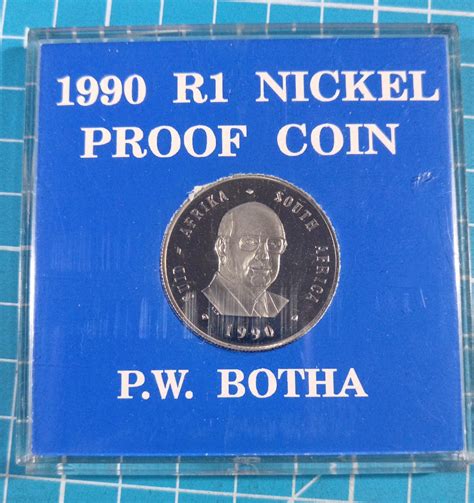 1990 R1 NICKEL
PROOF COIN
SUID - AFRIKA • SOUTH AFRICA
• 1990 •
P.W. BOTHA